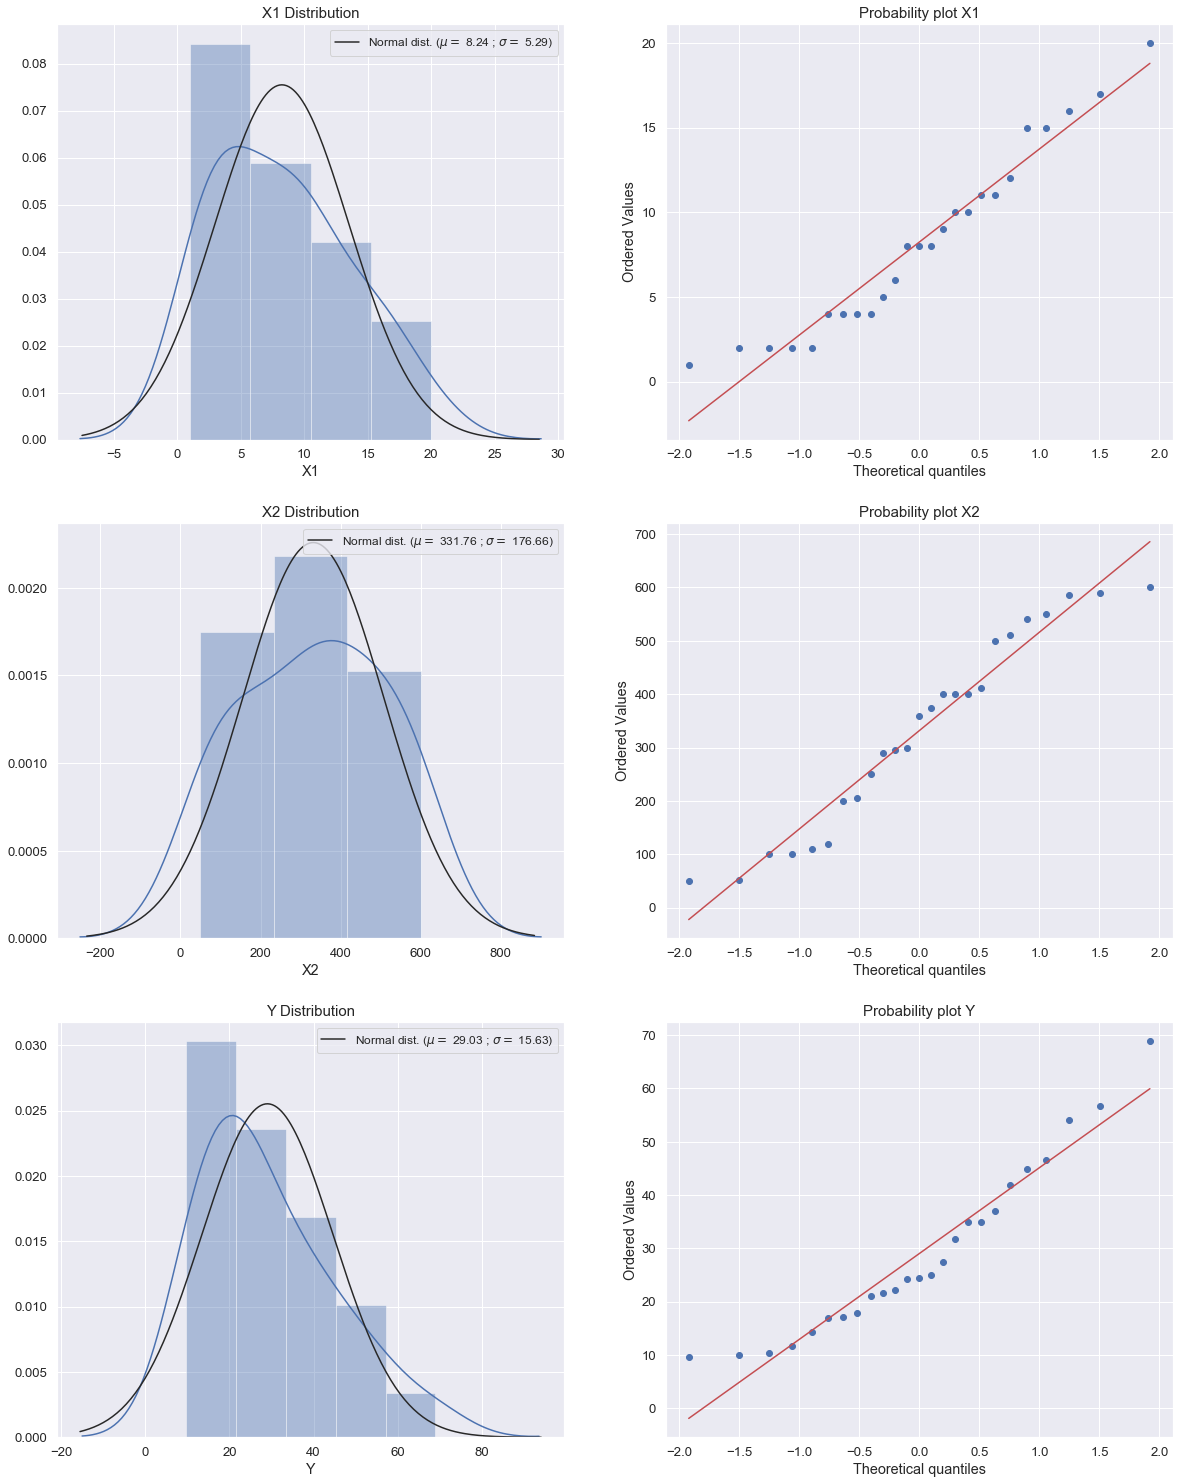 X1 Distribution
Normal dist. (μ = 8.24 ; σ = 5.29)
0.08
0.07
0.06
0.05
0.04
0.03
0.02
0.01
0.00
−5 0 5 10 15 20 25 30
X1
Probability plot X1
20
15
10
5
0
Ordered Values
−2.0 −1.5 −1.0 −0.5 0.0 0.5 1.0 1.5 2.0
Theoretical quantiles
X2 Distribution
Normal dist. (μ = 331.76 ; σ = 176.66)
0.0020
0.0015
0.0010
0.0005
0.0000
−200 0 200 400 600 800
X2
Probability plot X2
700
600
500
400
300
200
100
0
Ordered Values
−2.0 −1.5 −1.0 −0.5 0.0 0.5 1.0 1.5 2.0
Theoretical quantiles
Y Distribution
Normal dist. (μ = 29.03 ; σ = 15.63)
0.030
0.025
0.020
0.015
0.010
0.005
0.000
−20 0 20 40 60 80
Y
Probability plot Y
70
60
50
40
30
20
10
0
Ordered Values
−2.0 −1.5 −1.0 −0.5 0.0 0.5 1.0 1.5 2.0
Theoretical quantiles